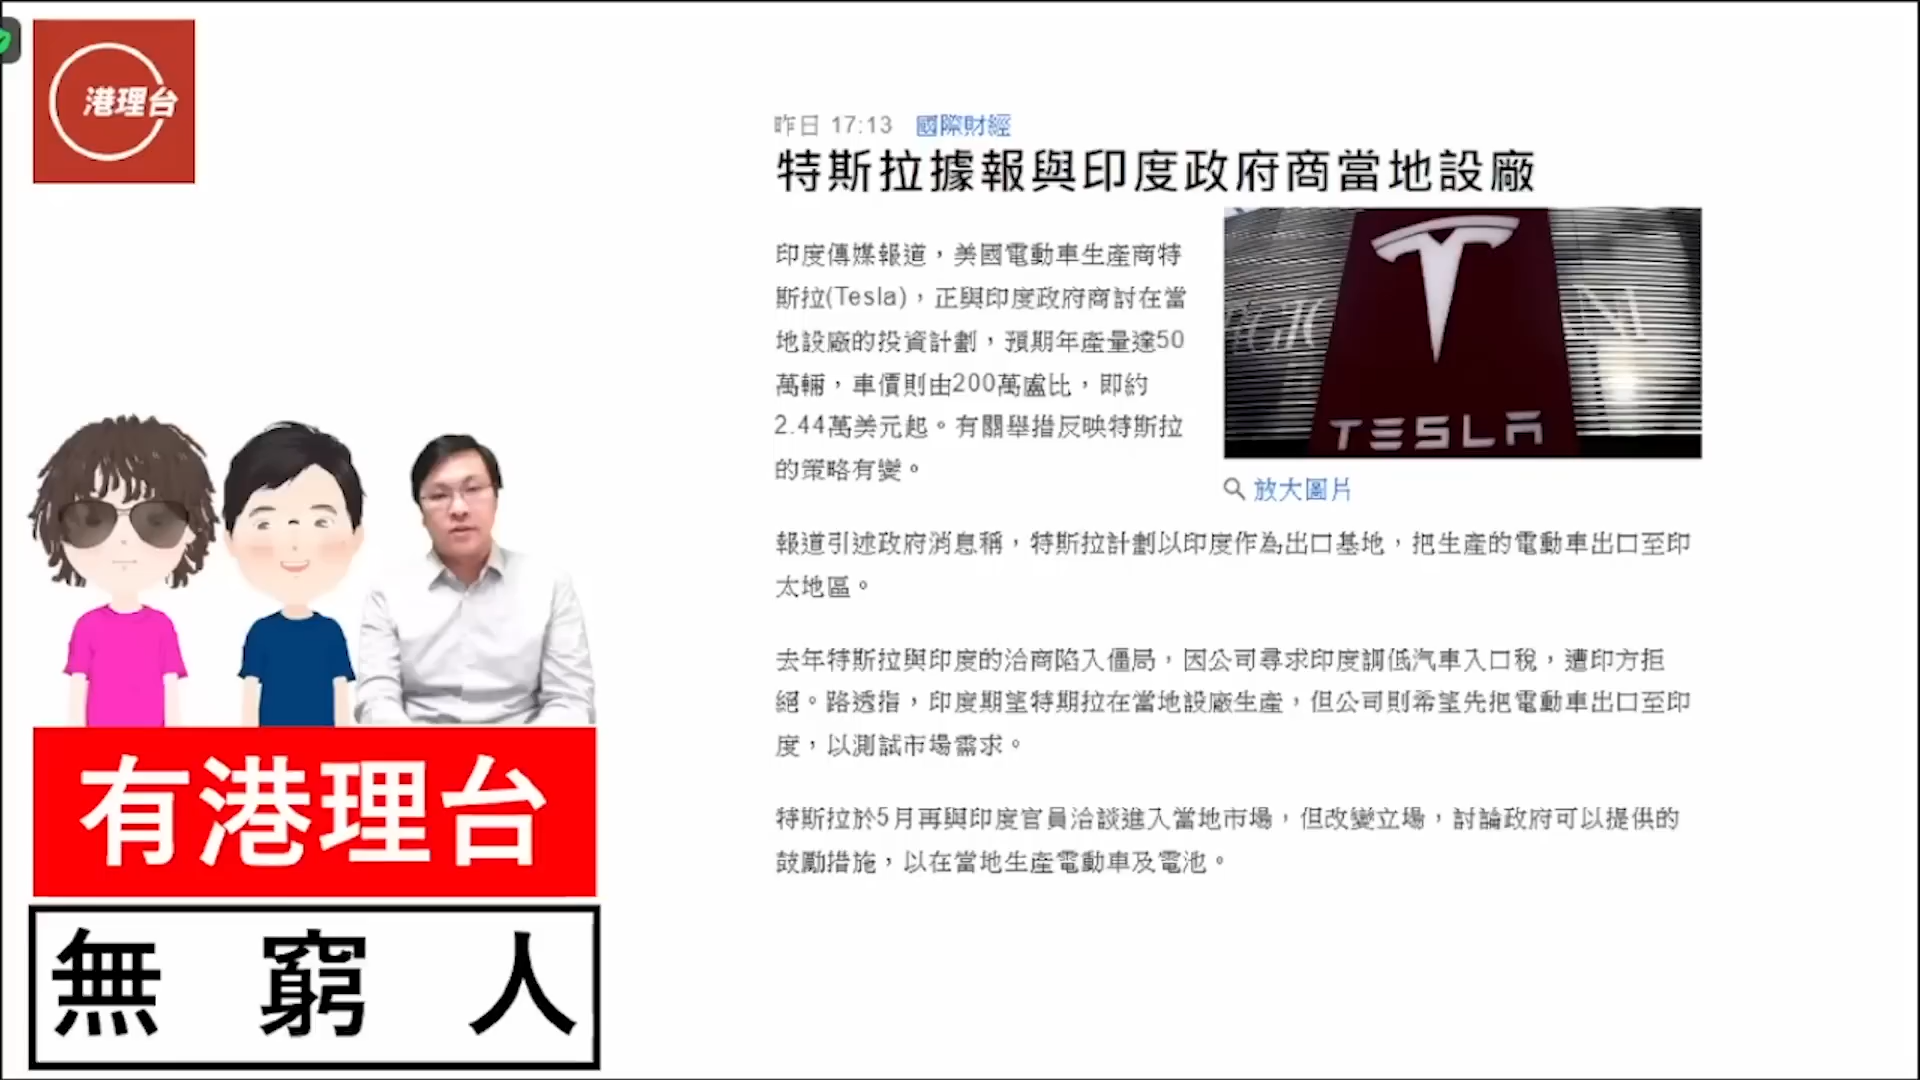 港理台
昨日 17:13 國際財經
特斯拉據報與印度政府商當地設廠
印度傳媒報道，美國電動車生產商特
斯拉(Tesla)，正與印度政府商討在當
地設廠的投資計劃，預期年產量達50
萬輛，車價則由200萬盧比，即約
2.44萬美元起。有關舉措反映特斯拉
的策略有變。
TESLA
放大圖片
報道引述政府消息稱，特斯拉計劃以印度作為出口基地，把生產的電動車出口至印
太地區。
去年特斯拉與印度的洽商陷入僵局，因公司尋求印度調低汽車入口稅，遭印方拒
絕。路透指，印度期望特期拉在當地設廠生產，但公司則希望先把電動車出口至印
度，以測試市場需求。
特斯拉於5月再與印度官員洽談進入當地市場，但改變立場，討論政府可以提供的
鼓勵措施，以在當地生產電動車及電池。
有港理台
無窮人